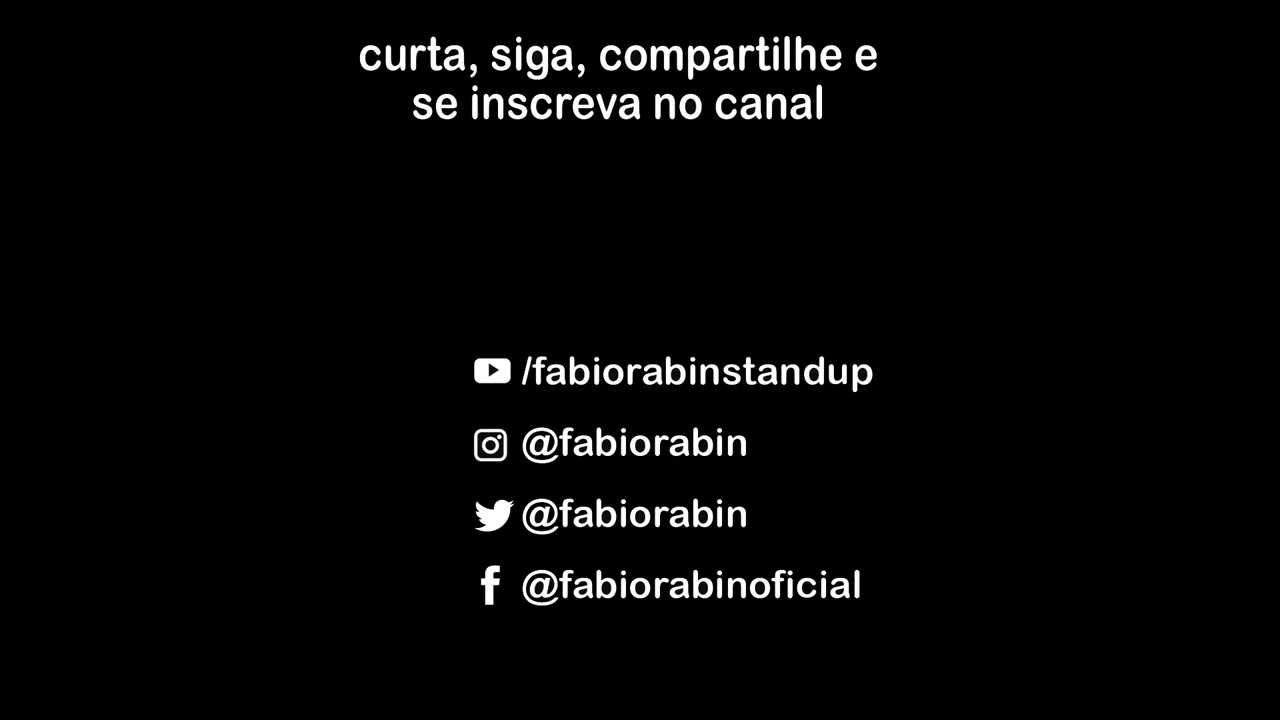 curta, siga, compartilhe e
se inscreva no canal
/fabiorabinstandup
@fabiorabin
@fabiorabin
@fabiorabinoficial